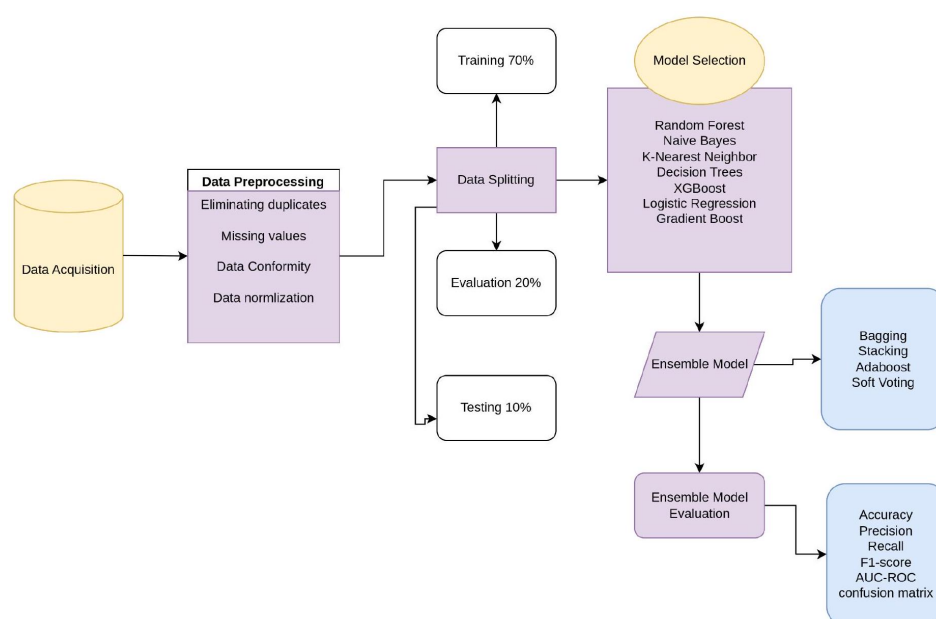 Data Acquisition
Data Preprocessing
Eliminating duplicates
Missing values
Data Conformity
Data normlization
Training 70%
Data Splitting
Evaluation 20%
Testing 10%
Model Selection
Random Forest
Naive Bayes
K-Nearest Neighbor
Decision Trees
XGBoost
Logistic Regression
Gradient Boost
Ensemble Model
Bagging
Stacking
Adaboost
Soft Voting
Ensemble Model
Evaluation
Accuracy
Precision
Recall
F1-score
AUC-ROC
confusion matrix